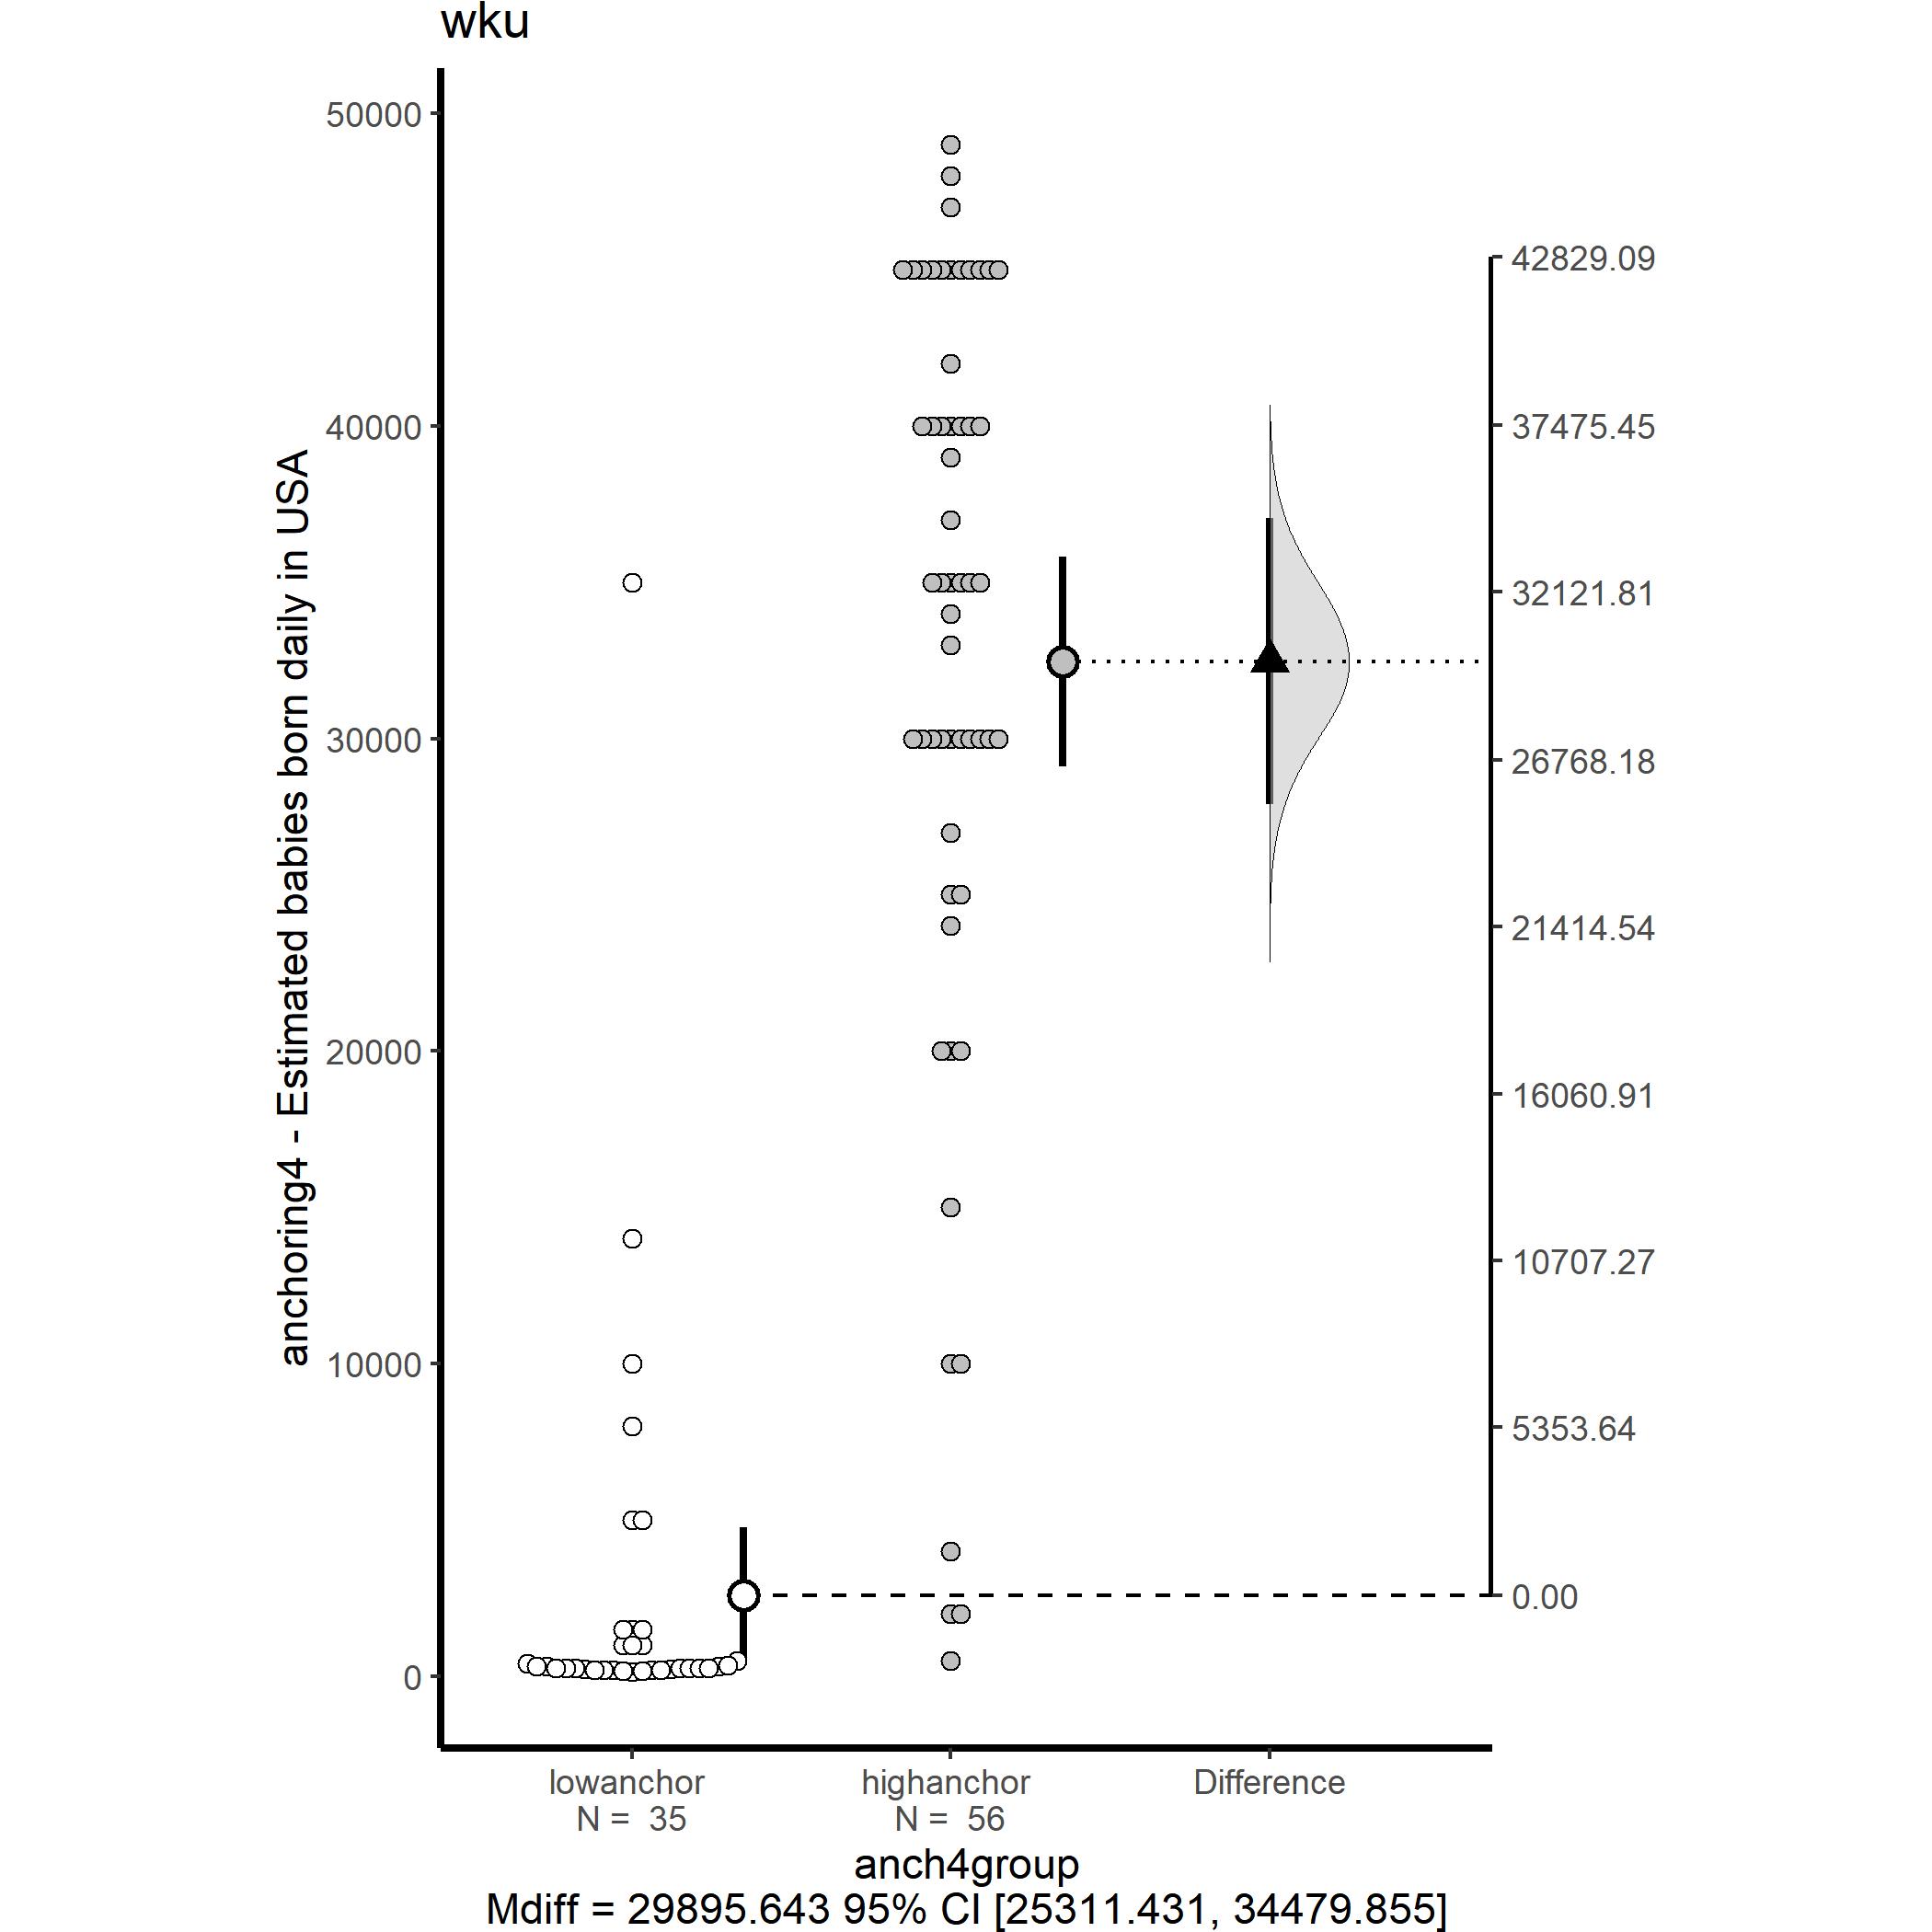 wku
anchoring4 - Estimated babies born daily in USA
50000
40000
30000
20000
10000
0
42829.09
37475.45
32121.81
26768.18
21414.54
16060.91
10707.27
5353.64
0.00
lowanchor
N = 35
highanchor
N = 56
Difference
anch4group
Mdiff = 29895.643 95% CI [25311.431, 34479.855]